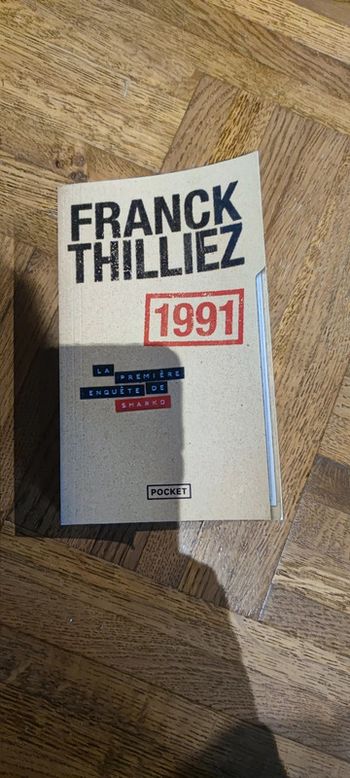 FRANCK
THILLIEZ
1991
LA PREMIÈRE
ENQUÊTE DE
SHARKO
POCKET